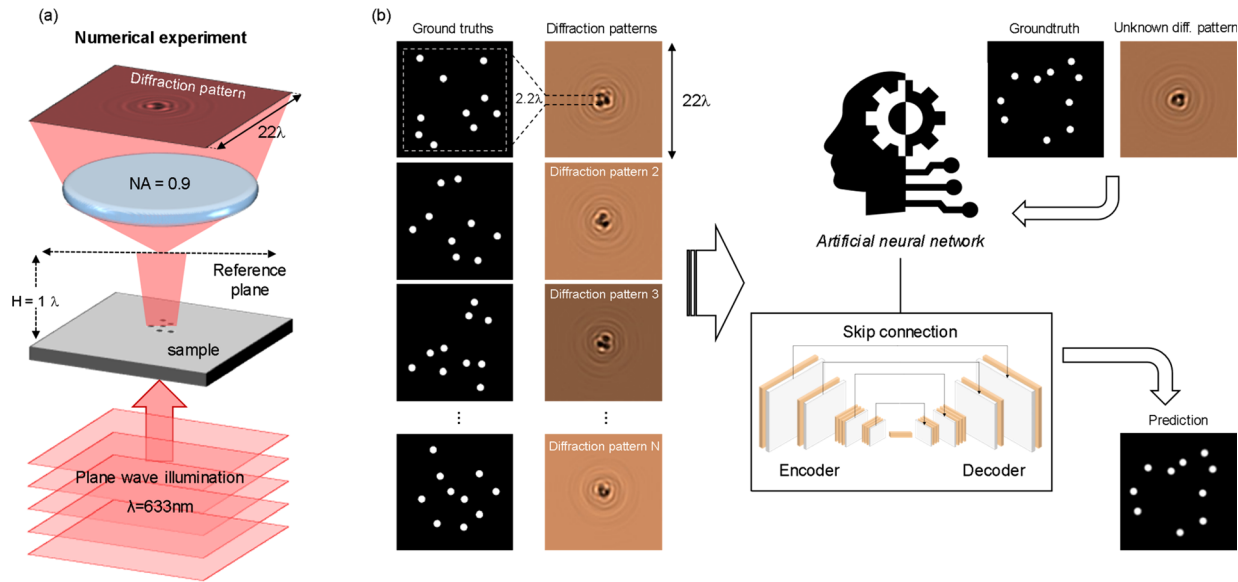 (a)
Numerical experiment
Diffraction pattern
22λ
NA = 0.9
Reference
plane
H = 1 λ
sample
Plane wave illumination
λ=633nm
(b)
Ground truths
Diffraction patterns
2.2λ
22λ
Diffraction pattern 2
Diffraction pattern 3
...
...
Diffraction pattern N
Groundtruth
Unknown diff. pattern
Artificial neural network
Skip connection
Encoder
Decoder
Prediction